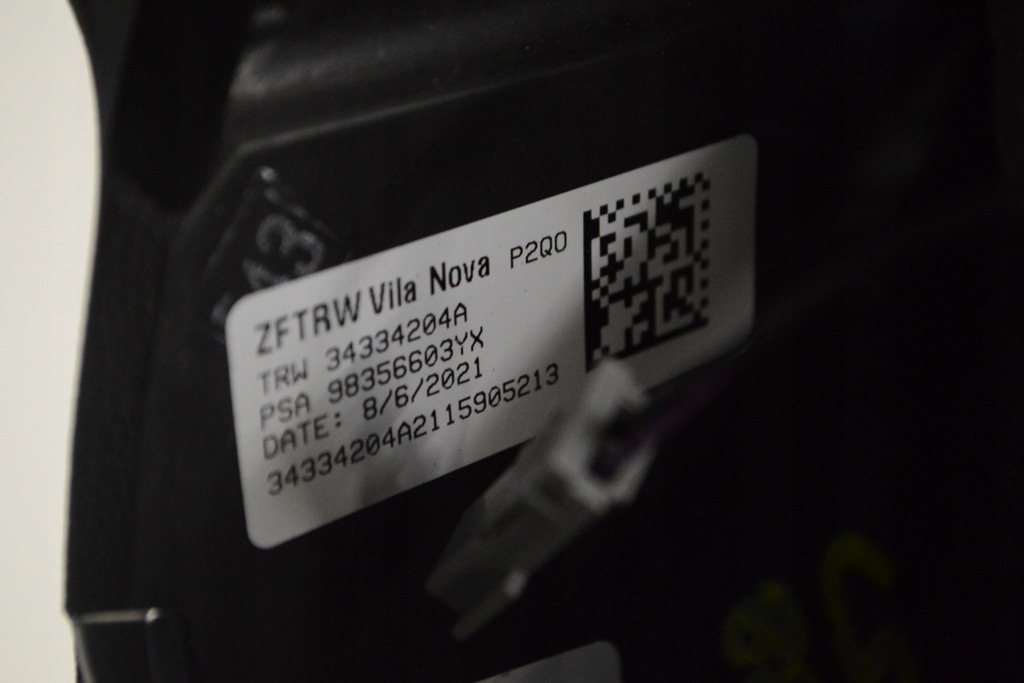 ZFTRW Vila Nova P2Q0
TRW 34334204A
PSA 98356603YX
DATE: 8/6/2021
34334204A2115905213